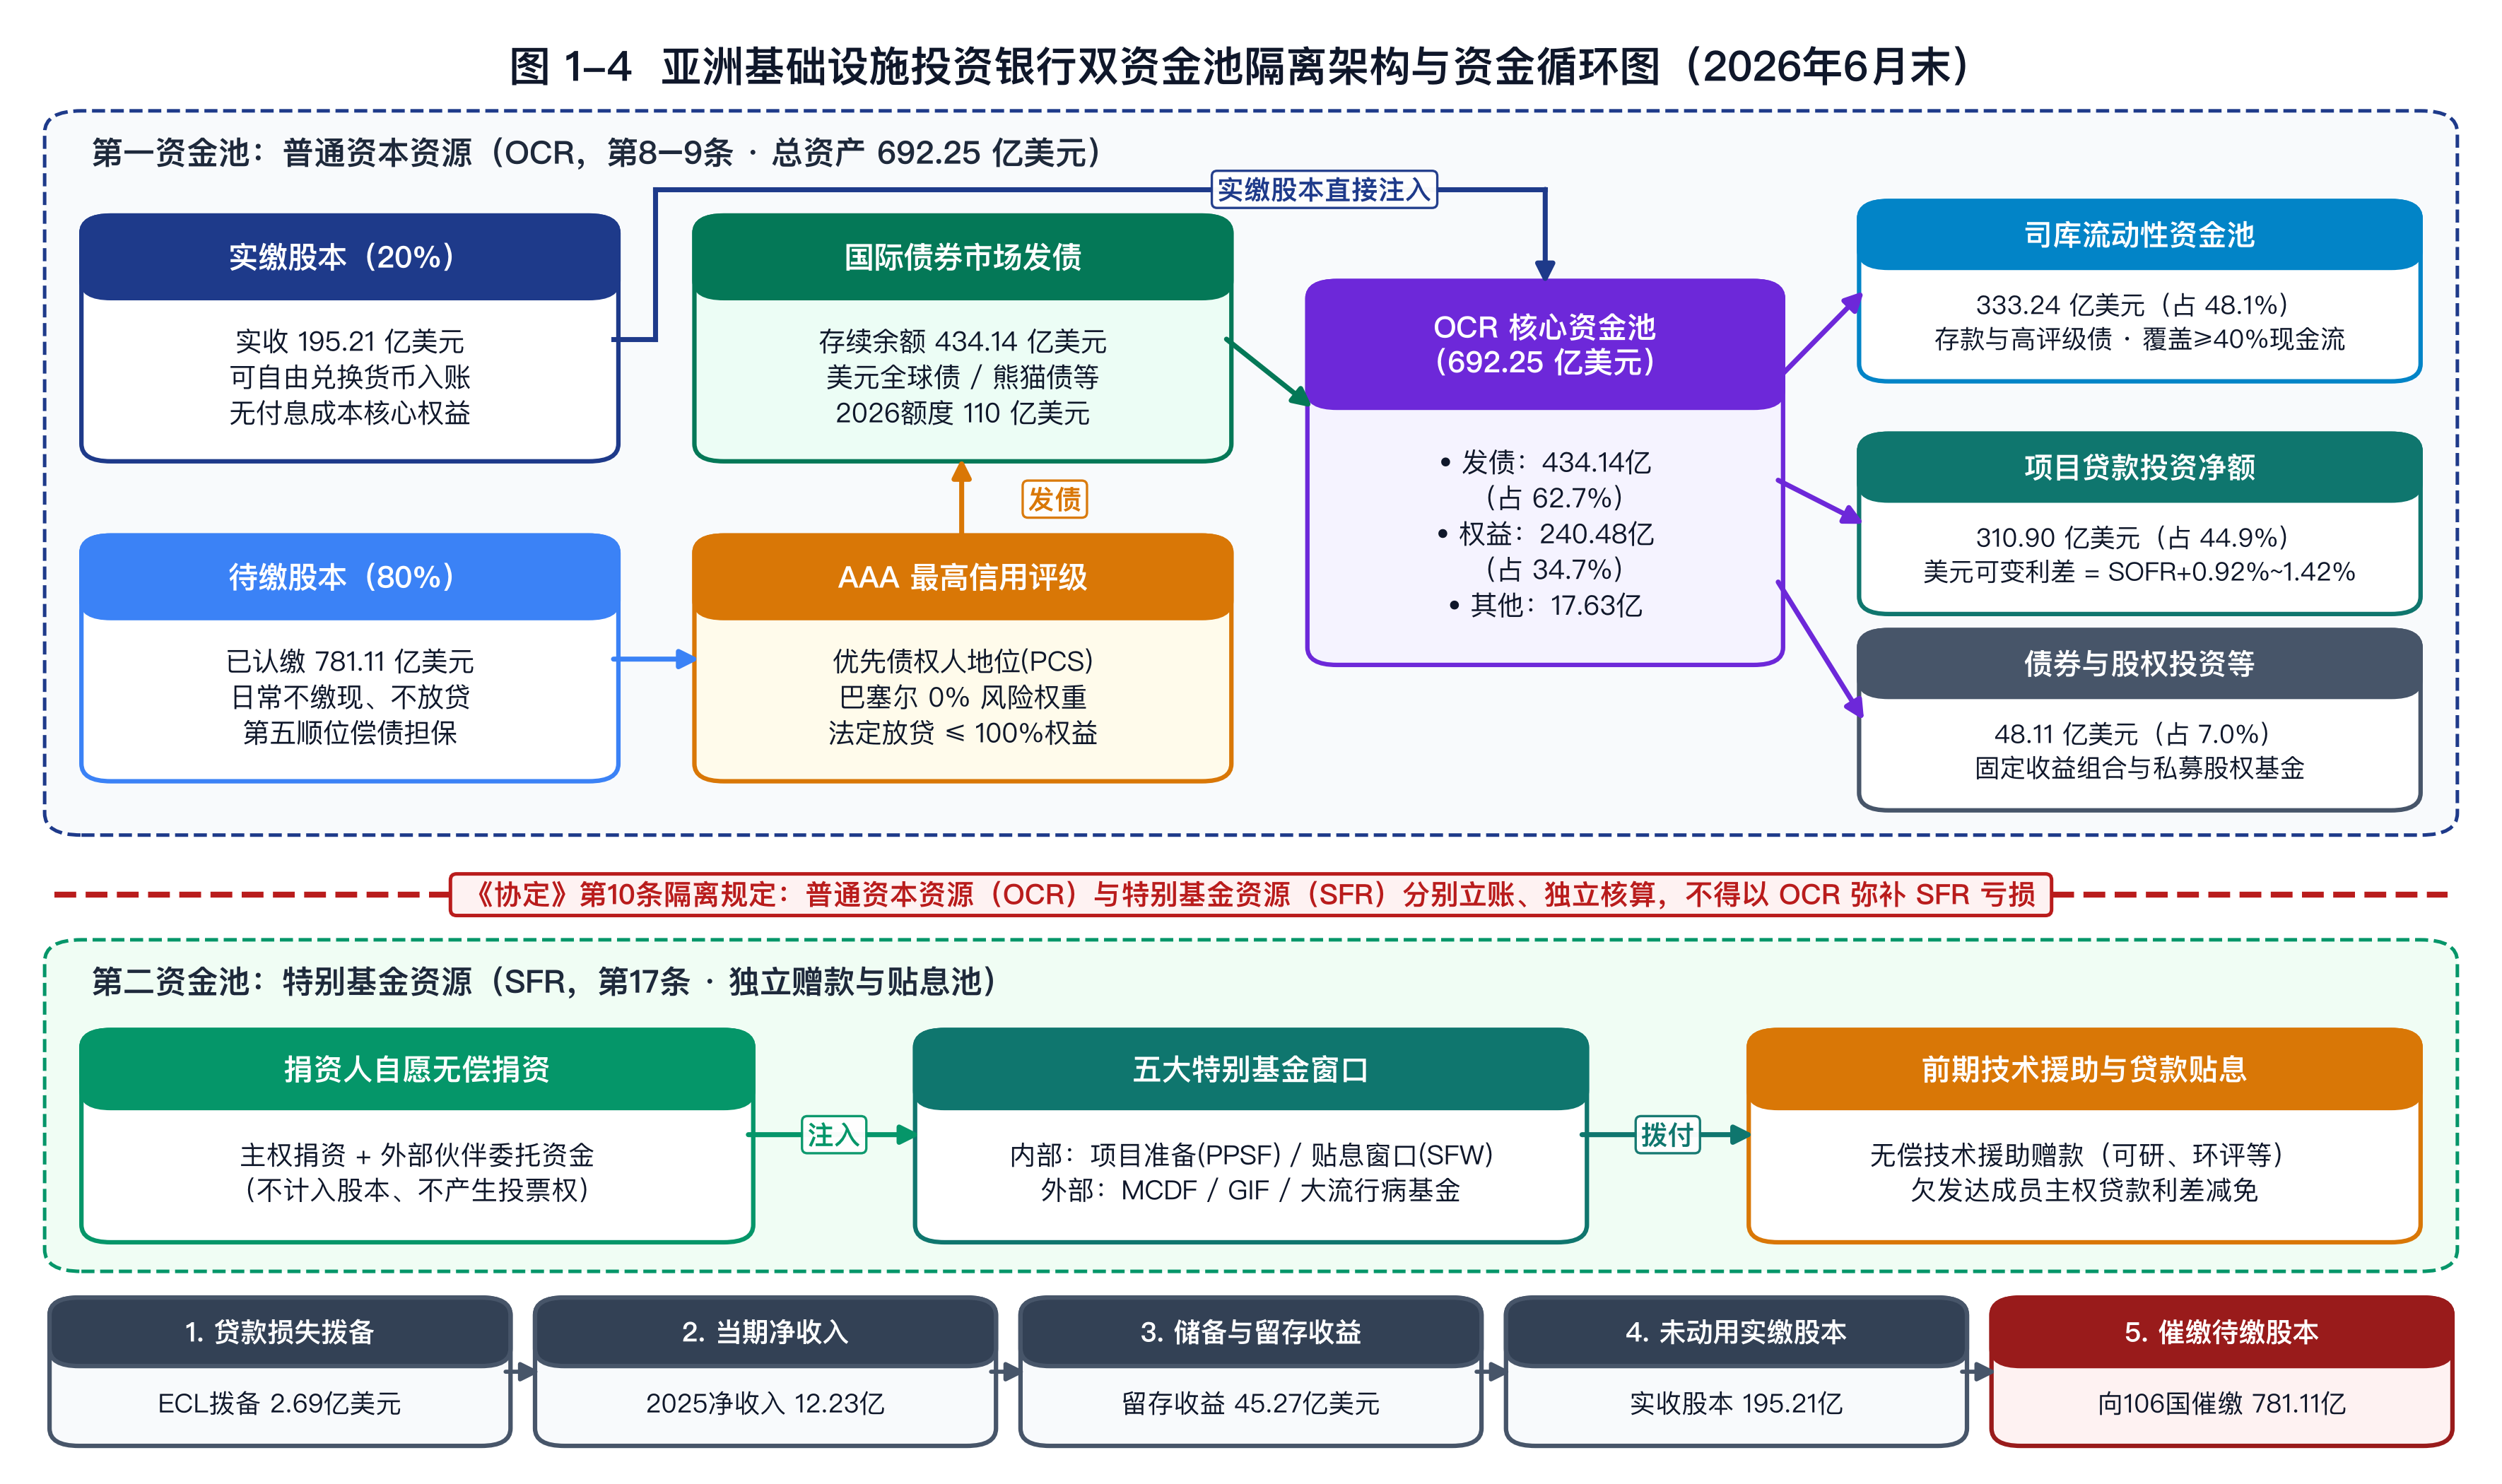 图 1–4 亚洲基础设施投资银行双资金池隔离架构与资金循环图（2026年6月末）
第一资金池：普通资本资源（OCR，第8–9条 · 总资产 692.25 亿美元）
实缴股本直接注入
实缴股本（20%）
实收 195.21 亿美元
可自由兑换货币入账
无付息成本核心权益
国际债券市场发债
存续余额 434.14 亿美元
美元全球债 / 熊猫债等
2026额度 110 亿美元
发债
待缴股本（80%）
已认缴 781.11 亿美元
日常不缴现、不放贷
第五顺位偿债担保
AAA 最高信用评级
优先债权人地位(PCS)
巴塞尔 0% 风险权重
法定放贷 ≤ 100%权益
OCR 核心资金池
（692.25 亿美元）
• 发债：434.14亿
（占 62.7%）
• 权益：240.48亿
（占 34.7%）
• 其他：17.63亿
司库流动性资金池
333.24 亿美元（占 48.1%）
存款与高评级债 · 覆盖≥40%现金流
项目贷款投资净额
310.90 亿美元（占 44.9%）
美元可变利差 = SOFR+0.92%~1.42%
债券与股权投资等
48.11 亿美元（占 7.0%）
固定收益组合与私募股权基金
《协定》第10条隔离规定：普通资本资源（OCR）与特别基金资源（SFR）分别立账、独立核算，不得以 OCR 弥补 SFR 亏损
第二资金池：特别基金资源（SFR，第17条 · 独立赠款与贴息池）
捐资人自愿无偿捐资
主权捐资 + 外部伙伴委托资金
（不计入股本、不产生投票权）
注入
五大特别基金窗口
内部：项目准备(PPSF) / 贴息窗口(SFW)
外部：MCDF / GIF / 大流行病基金
拨付
前期技术援助与贷款贴息
无偿技术援助赠款（可研、环评等）
欠发达成员主权贷款利差减免
1. 贷款损失拨备
ECL拨备 2.69亿美元
2. 当期净收入
2025净收入 12.23亿
3. 储备与留存收益
留存收益 45.27亿美元
4. 未动用实缴股本
实收股本 195.21亿
5. 催缴待缴股本
向106国催缴 781.11亿